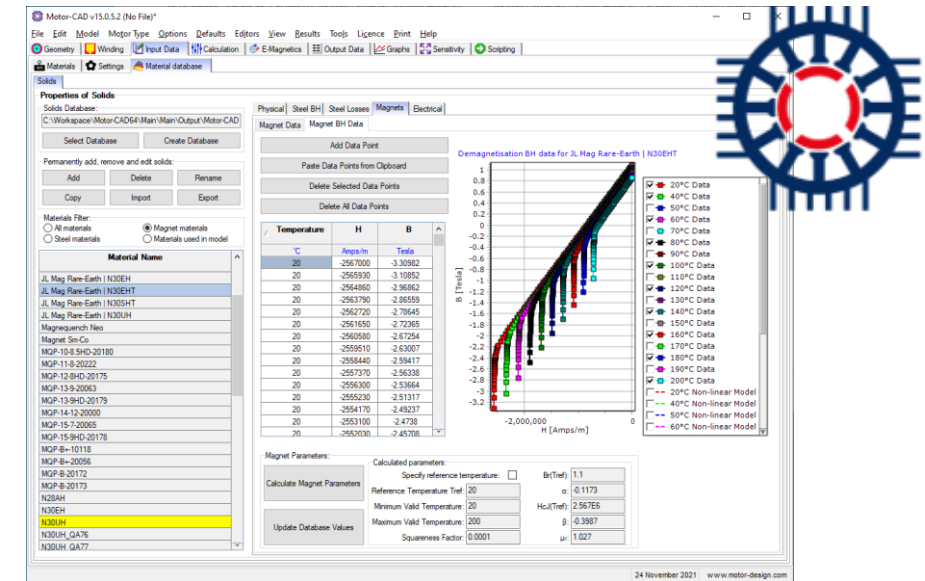 Motor-CAD v15.0.5.2 (No File)*
File Edit Model Motor Type Options Defaults Editors View Results Tools Licence Print Help
Geometry Winding Input Data Calculation E-Magnetics Output Data Graphs Sensitivity Scripting
Materials Settings Material database
Solids
Properties of Solids
Solids Database:
C:\Workspace\Motor-CAD64\Main\Main\Output\Motor-CAD
Select Database Create Database
Permanently add, remove and edit solids:
Add Delete Rename
Copy Import Export
Materials Filter:
All materials Magnet materials
Steel materials Materials used in model
Material Name
JL Mag Rare-Earth | N30EH
JL Mag Rare-Earth | N30EHT
JL Mag Rare-Earth | N30SHT
JL Mag Rare-Earth | N30UH
Magnequench Neo
Magnet Sm-Co
MQP-10-8.5HD-20180
MQP-11-8-20222
MQP-12-8HD-20175
MQP-13-9-20063
MQP-13-9HD-20179
MQP-14-12-20000
MQP-15-7-20065
MQP-15-9HD-20178
MQP-B+-10118
MQP-B+-20056
MQP-B-20172
MQP-B-20173
N28AH
N30EH
N30UH
N30UH_QA76
N30UH_QA77
Physical Steel BH Steel Losses Magnets Electrical
Magnet Data Magnet BH Data
Add Data Point
Paste Data Points from Clipboard
Delete Selected Data Points
Delete All Data Points
Temperature H B
°C Amps/m Tesla
20 -2567000 -3.30982
20 -2565930 -3.10852
20 -2564860 -2.96862
20 -2563790 -2.86559
20 -2562720 -2.78645
20 -2561650 -2.72365
20 -2560580 -2.67254
20 -2559510 -2.63007
20 -2558440 -2.59417
20 -2557370 -2.56338
20 -2556300 -2.53664
20 -2555230 -2.51317
20 -2554170 -2.49237
20 -2553100 -2.4738
20 -2552030 -2.45708
Demagnetisation BH data for JL Mag Rare-Earth | N30EHT
B [Tesla]
1
0.8
0.6
0.4
0.2
0
-0.2
-0.4
-0.6
-0.8
-1
-1.2
-1.4
-1.6
-1.8
-2
-2.2
-2.4
-2.6
-2.8
-3
-3.2
-2,000,000 0
H [Amps/m]
20°C Data
40°C Data
50°C Data
60°C Data
70°C Data
80°C Data
90°C Data
100°C Data
110°C Data
120°C Data
130°C Data
140°C Data
150°C Data
160°C Data
170°C Data
180°C Data
190°C Data
200°C Data
20°C Non-linear Model
40°C Non-linear Model
50°C Non-linear Model
60°C Non-linear Model
Magnet Parameters:
Calculate Magnet Parameters
Update Database Values
Calculated parameters:
Specify reference temperature: Br(Tref): 1.1
Reference Temperature Tref: 20 α: -0.1173
Minimum Valid Temperature: 20 HcJ(Tref): 2.567E6
Maximum Valid Temperature: 200 β: -0.3987
Squareness Factor: 0.0001 μr: 1.027
24 November 2021 www.motor-design.com